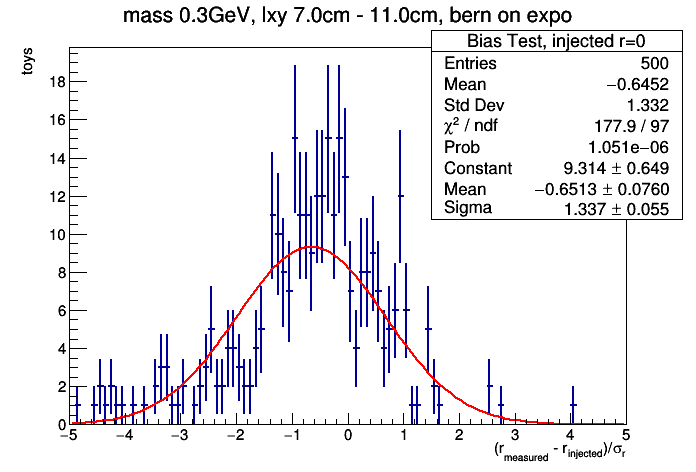 mass 0.3GeV, lxy 7.0cm - 11.0cm, bern on expo
Bias Test, injected r=0
Entries 500
Mean −0.6452
Std Dev 1.332
χ² / ndf 177.9 / 97
Prob 1.051e−06
Constant 9.314 ± 0.649
Mean −0.6513 ± 0.0760
Sigma 1.337 ± 0.055
toys
18
16
14
12
10
8
6
4
2
0
−5 −4 −3 −2 −1 0 1 2 3 4 5
(r_measured - r_injected)/σ_r